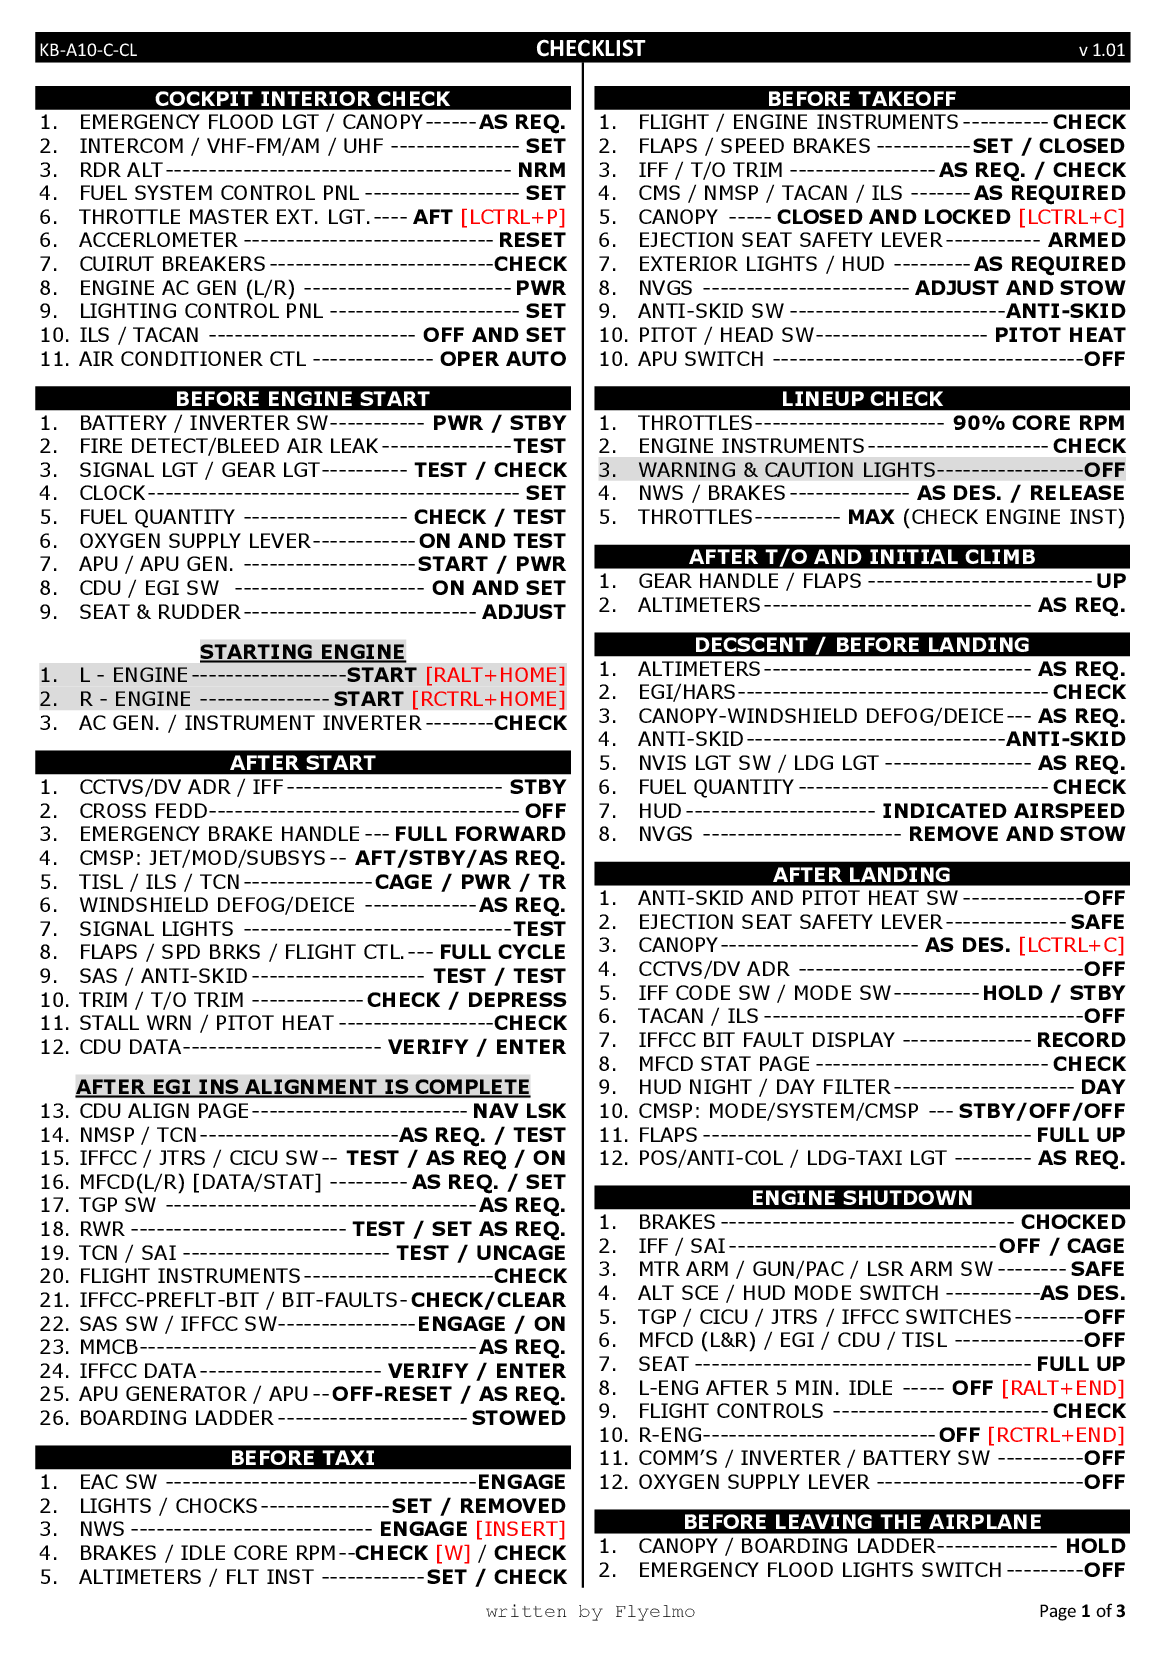 KB-A10-C-CL CHECKLIST v 1.01
COCKPIT INTERIOR CHECK
1. EMERGENCY FLOOD LGT / CANOPY------AS REQ.
2. INTERCOM / VHF-FM/AM / UHF --------------- SET
3. RDR ALT---------------------------------------- NRM
4. FUEL SYSTEM CONTROL PNL ------------------ SET
6. THROTTLE MASTER EXT. LGT.---- AFT [LCTRL+P]
6. ACCERLOMETER ----------------------------- RESET
7. CUIRUT BREAKERS--------------------------CHECK
8. ENGINE AC GEN (L/R) ------------------------ PWR
9. LIGHTING CONTROL PNL ---------------------- SET
10. ILS / TACAN ------------------------ OFF AND SET
11. AIR CONDITIONER CTL -------------- OPER AUTO
BEFORE ENGINE START
1. BATTERY / INVERTER SW----------- PWR / STBY
2. FIRE DETECT/BLEED AIR LEAK---------------TEST
3. SIGNAL LGT / GEAR LGT---------- TEST / CHECK
4. CLOCK------------------------------------------- SET
5. FUEL QUANTITY ------------------- CHECK / TEST
6. OXYGEN SUPPLY LEVER------------ON AND TEST
7. APU / APU GEN. --------------------START / PWR
8. CDU / EGI SW ---------------------- ON AND SET
9. SEAT & RUDDER--------------------------- ADJUST
STARTING ENGINE
1. L - ENGINE------------------START [RALT+HOME]
2. R - ENGINE --------------- START [RCTRL+HOME]
3. AC GEN. / INSTRUMENT INVERTER--------CHECK
AFTER START
1. CCTVS/DV ADR / IFF------------------------- STBY
2. CROSS FEDD------------------------------------ OFF
3. EMERGENCY BRAKE HANDLE--- FULL FORWARD
4. CMSP: JET/MOD/SUBSYS-- AFT/STBY/AS REQ.
5. TISL / ILS / TCN---------------CAGE / PWR / TR
6. WINDSHIELD DEFOG/DEICE -------------AS REQ.
7. SIGNAL LIGHTS -------------------------------TEST
8. FLAPS / SPD BRKS / FLIGHT CTL.--- FULL CYCLE
9. SAS / ANTI-SKID-------------------- TEST / TEST
10. TRIM / T/O TRIM -------------CHECK / DEPRESS
11. STALL WRN / PITOT HEAT------------------CHECK
12. CDU DATA----------------------- VERIFY / ENTER
AFTER EGI INS ALIGNMENT IS COMPLETE
13. CDU ALIGN PAGE------------------------- NAV LSK
14. NMSP / TCN-----------------------AS REQ. / TEST
15. IFFCC / JTRS / CICU SW-- TEST / AS REQ / ON
16. MFCD(L/R) [DATA/STAT] --------- AS REQ. / SET
17. TGP SW ------------------------------------AS REQ.
18. RWR ------------------------- TEST / SET AS REQ.
19. TCN / SAI ------------------------ TEST / UNCAGE
20. FLIGHT INSTRUMENTS----------------------CHECK
21. IFFCC-PREFLT-BIT / BIT-FAULTS-CHECK/CLEAR
22. SAS SW / IFFCC SW----------------ENGAGE / ON
23. MMCB---------------------------------------AS REQ.
24. IFFCC DATA--------------------- VERIFY / ENTER
25. APU GENERATOR / APU--OFF-RESET / AS REQ.
26. BOARDING LADDER---------------------- STOWED
BEFORE TAXI
1. EAC SW ------------------------------------ENGAGE
2. LIGHTS / CHOCKS---------------SET / REMOVED
3. NWS ---------------------------- ENGAGE [INSERT]
4. BRAKES / IDLE CORE RPM--CHECK [W] / CHECK
5. ALTIMETERS / FLT INST ------------SET / CHECK
BEFORE TAKEOFF
1. FLIGHT / ENGINE INSTRUMENTS---------- CHECK
2. FLAPS / SPEED BRAKES -----------SET / CLOSED
3. IFF / T/O TRIM -----------------AS REQ. / CHECK
4. CMS / NMSP / TACAN / ILS -------AS REQUIRED
5. CANOPY ----- CLOSED AND LOCKED [LCTRL+C]
6. EJECTION SEAT SAFETY LEVER----------- ARMED
7. EXTERIOR LIGHTS / HUD ---------AS REQUIRED
8. NVGS ------------------------ ADJUST AND STOW
9. ANTI-SKID SW -------------------------ANTI-SKID
10. PITOT / HEAD SW-------------------- PITOT HEAT
10. APU SWITCH ------------------------------------OFF
LINEUP CHECK
1. THROTTLES---------------------- 90% CORE RPM
2. ENGINE INSTRUMENTS--------------------- CHECK
3. WARNING & CAUTION LIGHTS-----------------OFF
4. NWS / BRAKES-------------- AS DES. / RELEASE
5. THROTTLES---------- MAX (CHECK ENGINE INST)
AFTER T/O AND INITIAL CLIMB
1. GEAR HANDLE / FLAPS --------------------------UP
2. ALTIMETERS------------------------------- AS REQ.
DECSCENT / BEFORE LANDING
1. ALTIMETERS------------------------------- AS REQ.
2. EGI/HARS------------------------------------ CHECK
3. CANOPY-WINDSHIELD DEFOG/DEICE--- AS REQ.
4. ANTI-SKID------------------------------ANTI-SKID
5. NVIS LGT SW / LDG LGT ----------------- AS REQ.
6. FUEL QUANTITY----------------------------- CHECK
7. HUD---------------------- INDICATED AIRSPEED
8. NVGS ----------------------- REMOVE AND STOW
AFTER LANDING
1. ANTI-SKID AND PITOT HEAT SW--------------OFF
2. EJECTION SEAT SAFETY LEVER-------------- SAFE
3. CANOPY----------------------- AS DES. [LCTRL+C]
4. CCTVS/DV ADR ---------------------------------OFF
5. IFF CODE SW / MODE SW----------HOLD / STBY
6. TACAN / ILS-------------------------------------OFF
7. IFFCC BIT FAULT DISPLAY --------------- RECORD
8. MFCD STAT PAGE--------------------------- CHECK
9. HUD NIGHT / DAY FILTER--------------------- DAY
10. CMSP: MODE/SYSTEM/CMSP --- STBY/OFF/OFF
11. FLAPS-------------------------------------- FULL UP
12. POS/ANTI-COL / LDG-TAXI LGT --------- AS REQ.
ENGINE SHUTDOWN
1. BRAKES---------------------------------- CHOCKED
2. IFF / SAI-------------------------------OFF / CAGE
3. MTR ARM / GUN/PAC / LSR ARM SW-------- SAFE
4. ALT SCE / HUD MODE SWITCH -----------AS DES.
5. TGP / CICU / JTRS / IFFCC SWITCHES--------OFF
6. MFCD (L&R) / EGI / CDU / TISL ---------------OFF
7. SEAT --------------------------------------- FULL UP
8. L-ENG AFTER 5 MIN. IDLE ----- OFF [RALT+END]
9. FLIGHT CONTROLS ------------------------- CHECK
10. R-ENG--------------------------- OFF [RCTRL+END]
11. COMM’S / INVERTER / BATTERY SW ----------OFF
12. OXYGEN SUPPLY LEVER ------------------------OFF
BEFORE LEAVING THE AIRPLANE
1. CANOPY / BOARDING LADDER-------------- HOLD
2. EMERGENCY FLOOD LIGHTS SWITCH---------OFF
written by Flyelmo Page 1 of 3